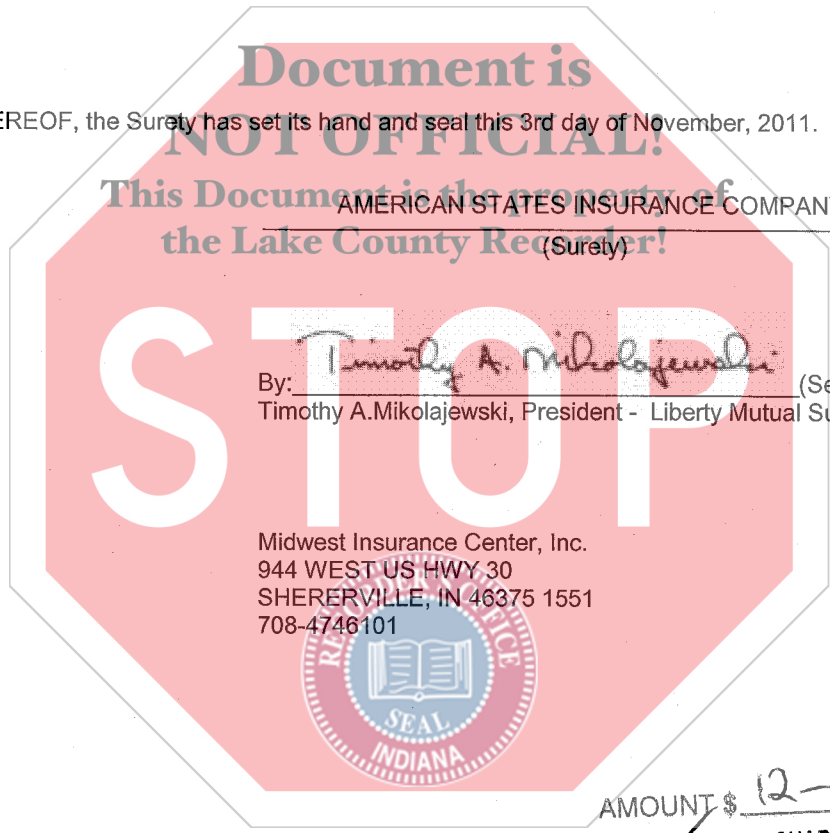 Document is
EREOF, the Surety has set its hand and seal this 3rd day of November, 2011.
NOT OFFICIAL!
This Document is the property of
AMERICAN STATES INSURANCE COMPANY
the Lake County Recorder!
(Surety)
STOP
Timothy A. Mikolajewski
By: (Se
Timothy A.Mikolajewski, President - Liberty Mutual Su
Midwest Insurance Center, Inc.
944 WEST US HWY 30
SHERERVILLE, IN 46375 1551
708-4746101
RECORDER'S OFFICE
SEAL
INDIANA
AMOUNT $ 12-